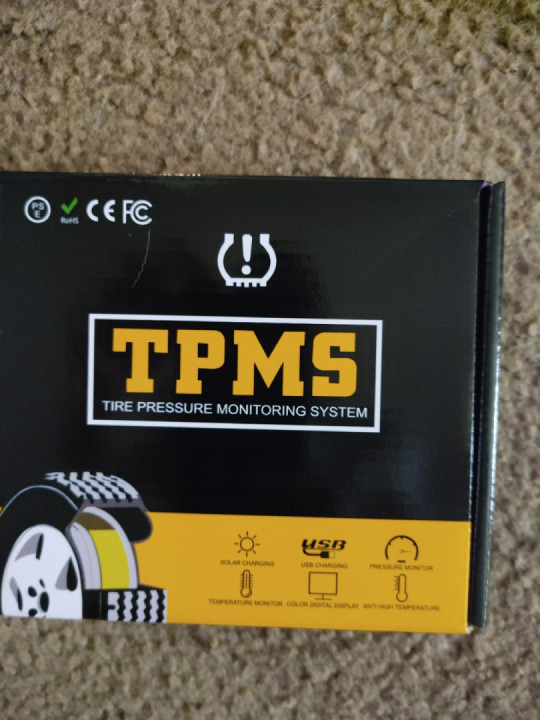 PS
E
RoHS
CE FC
TPMS
TIRE PRESSURE MONITORING SYSTEM
USB
SOLAR CHARGING USB CHARGING PRESSURE MONITOR
TEMPERATURE MONITOR COLOR DIGITAL DISPLAY ANTI-HIGH TEMPERATURE